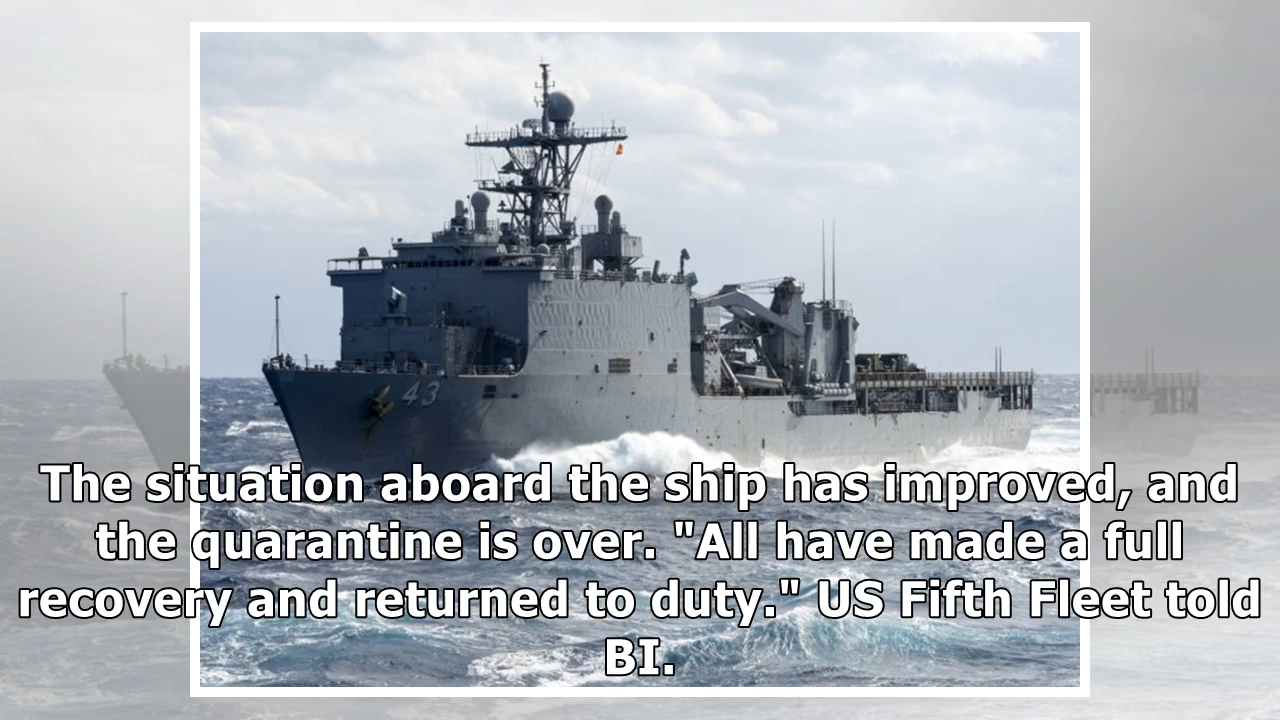 43
The situation aboard the ship has improved, and
the quarantine is over. "All have made a full
recovery and returned to duty." US Fifth Fleet told
BI.